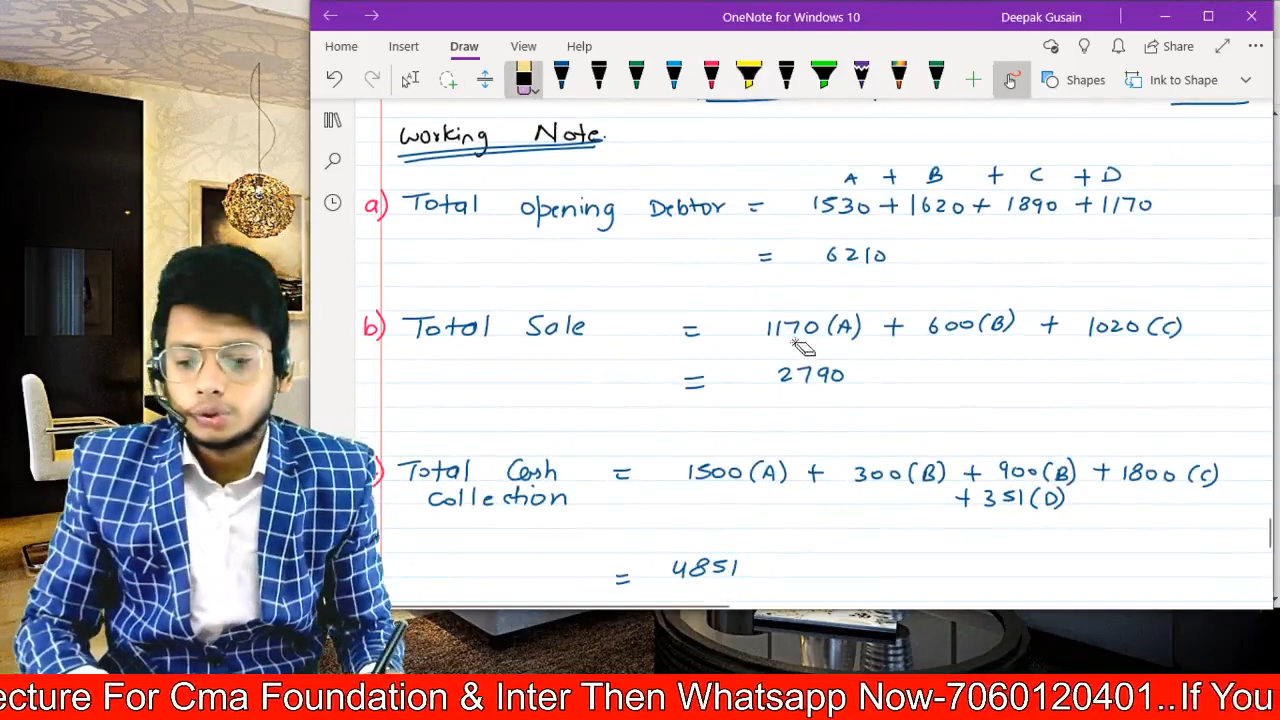 OneNote for Windows 10
Deepak Gusain
Home Insert Draw View Help
Share
Shapes
Ink to Shape
Working Note
A + B + C + D
a) Total opening Debtor = 1530 + 1620 + 1890 + 1170
= 6210
b) Total Sale = 1170 (A) + 600 (B) + 1020 (C)
= 2790
) Total Cash collection = 1500 (A) + 300 (B) + 900 (B) + 1800 (C)
+ 351 (D)
= 4851
ecture For Cma Foundation & Inter Then Whatsapp Now-7060120401..If You